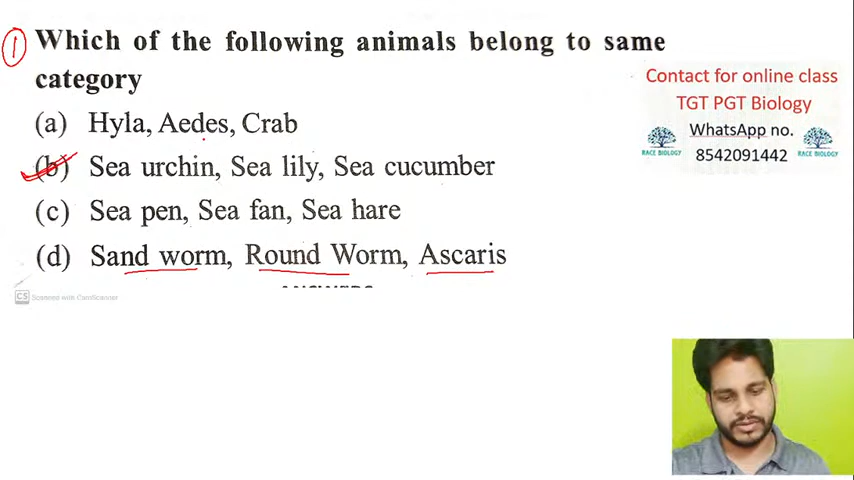 1 Which of the following animals belong to same
category
(a) Hyla, Aedes, Crab
(b) Sea urchin, Sea lily, Sea cucumber
(c) Sea pen, Sea fan, Sea hare
(d) Sand worm, Round Worm, Ascaris
CS Scanned with CamScanner
Contact for online class
TGT PGT Biology
WhatsApp no.
8542091442
RACE BIOLOGY
RACE BIOLOGY